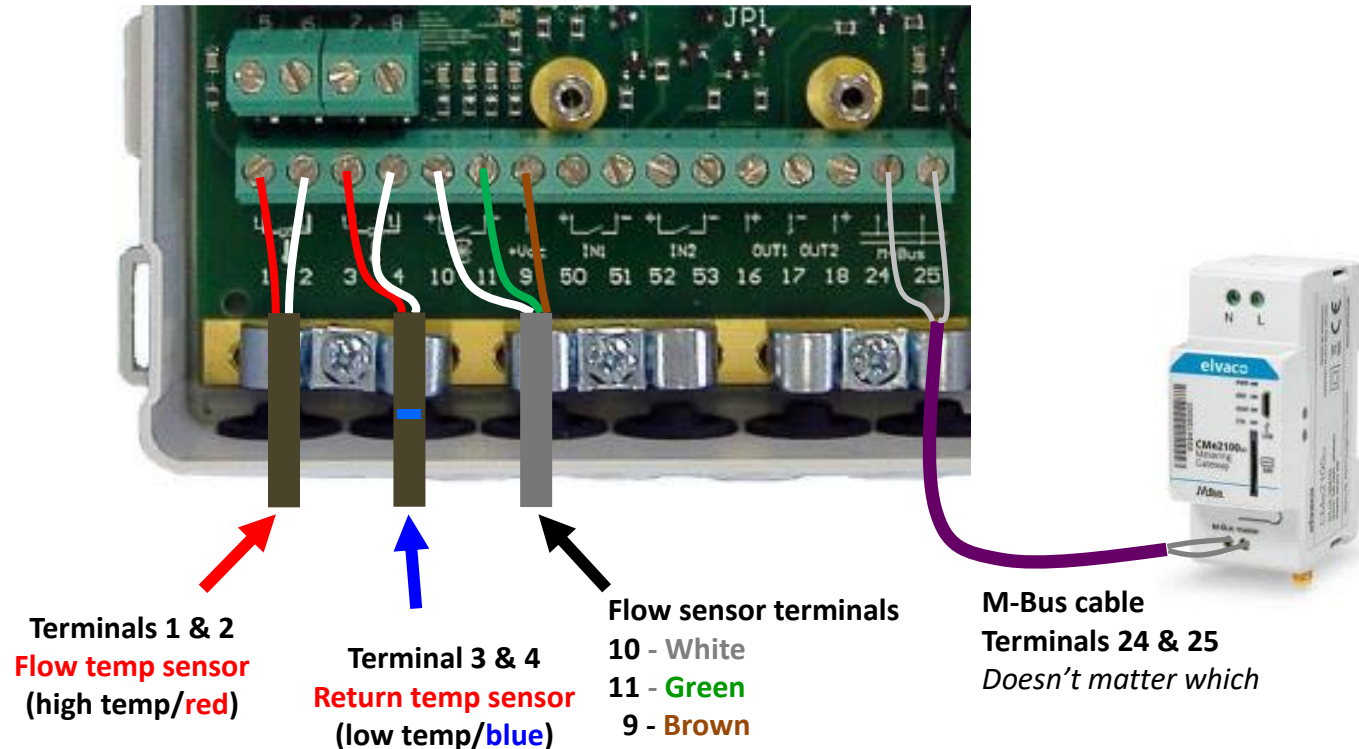 5 6 7 8
JP1
+ - + - + - + - + - +
+Vdc IN1 IN2 OUT1 OUT2 M-Bus
1 2 3 4 10 11 9 50 51 52 53 16 17 18 24 25
N L
elvaco
CMe2100
Metering
Gateway
M-Bus master
Terminals 1 & 2
Flow temp sensor
(high temp/red)
Terminal 3 & 4
Return temp sensor
(low temp/blue)
Flow sensor terminals
10 - White
11 - Green
9 - Brown
M-Bus cable
Terminals 24 & 25
Doesn't matter which